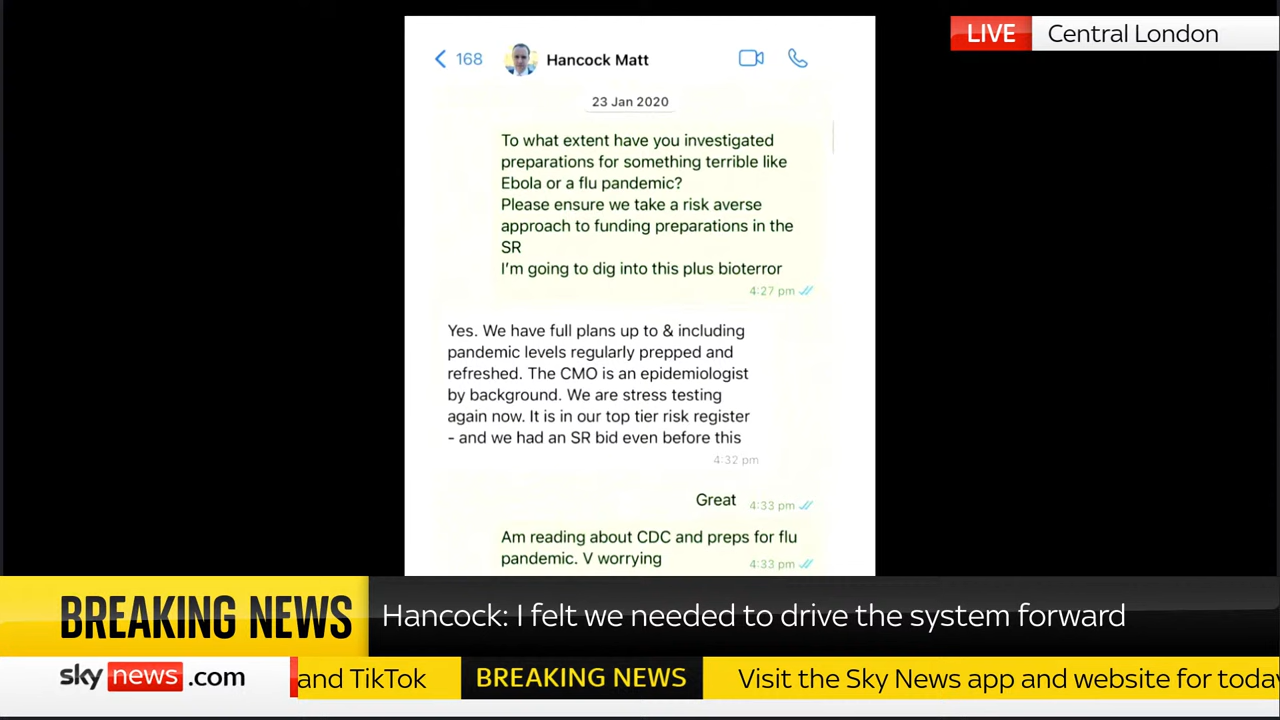 LIVE Central London
168 Hancock Matt
23 Jan 2020
To what extent have you investigated
preparations for something terrible like
Ebola or a flu pandemic?
Please ensure we take a risk averse
approach to funding preparations in the
SR
I'm going to dig into this plus bioterror
4:27 pm
Yes. We have full plans up to & including
pandemic levels regularly prepped and
refreshed. The CMO is an epidemiologist
by background. We are stress testing
again now. It is in our top tier risk register
- and we had an SR bid even before this
4:32 pm
Great 4:33 pm
Am reading about CDC and preps for flu
pandemic. V worrying 4:33 pm
BREAKING NEWS Hancock: I felt we needed to drive the system forward
sky news .com and TikTok BREAKING NEWS Visit the Sky News app and website for toda